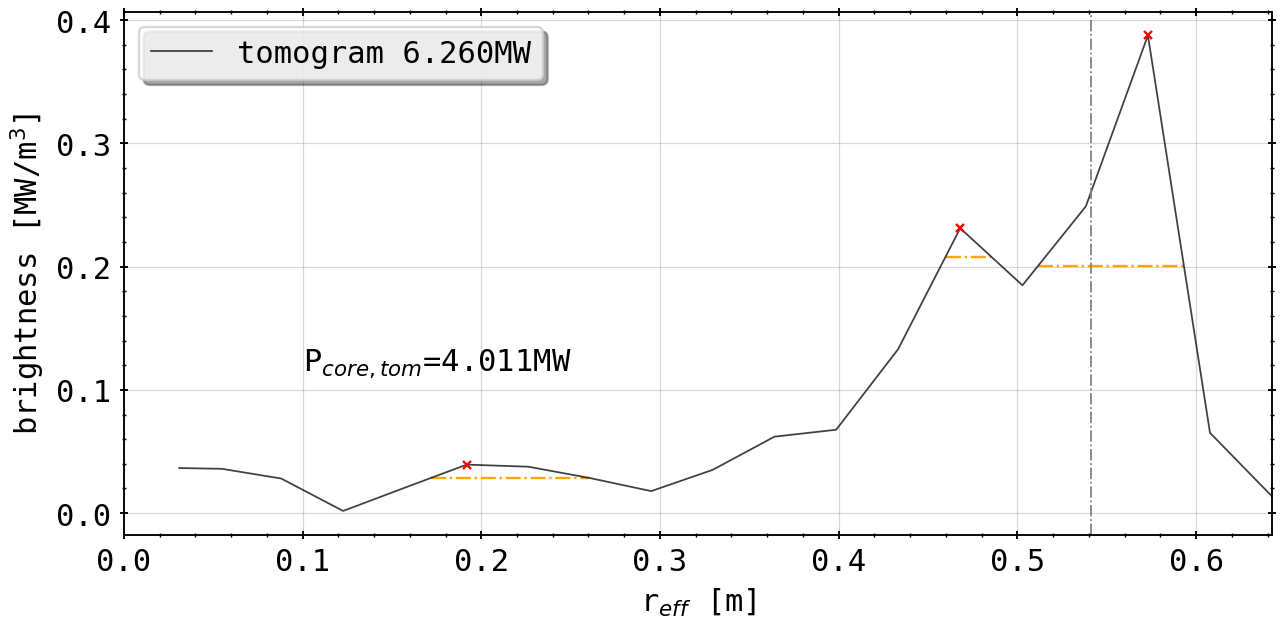 tomogram 6.260MW
P_core,tom=4.011MW
brightness [MW/m³]
0.4
0.3
0.2
0.1
0.0
0.0 0.1 0.2 0.3 0.4 0.5 0.6
r_eff [m]